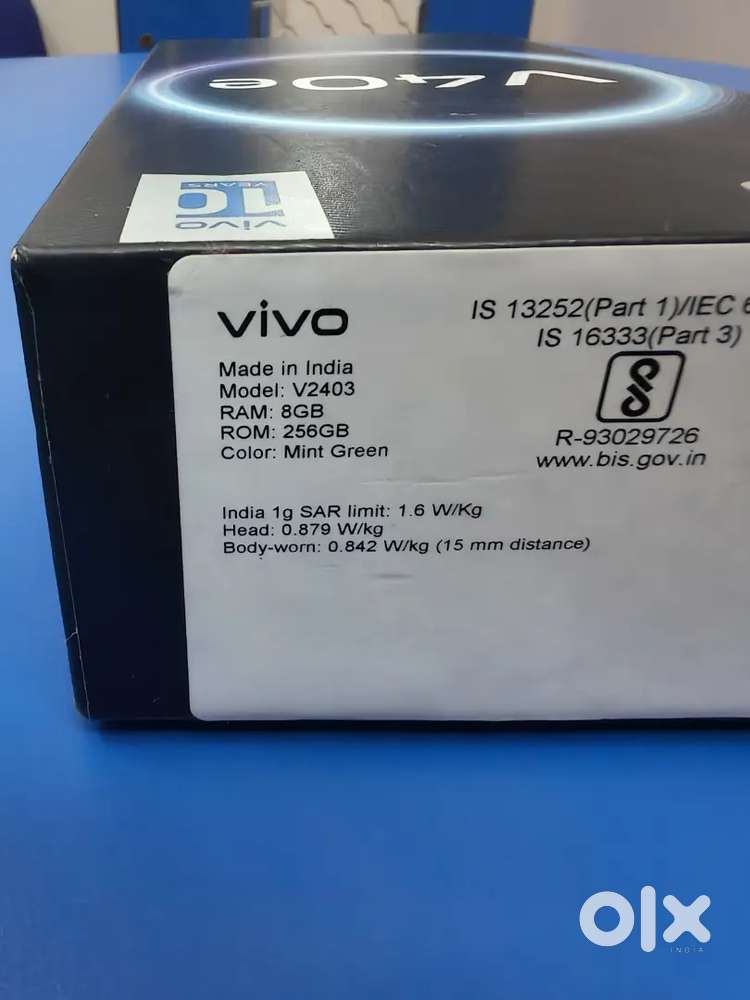 V40e
vivo
10
YEARS
vivo
Made in India
Model: V2403
RAM: 8GB
ROM: 256GB
Color: Mint Green
India 1g SAR limit: 1.6 W/Kg
Head: 0.879 W/kg
Body-worn: 0.842 W/kg (15 mm distance)
IS 13252(Part 1)/IEC
IS 16333(Part 3)
R-93029726
www.bis.gov.in
olx
INDIA